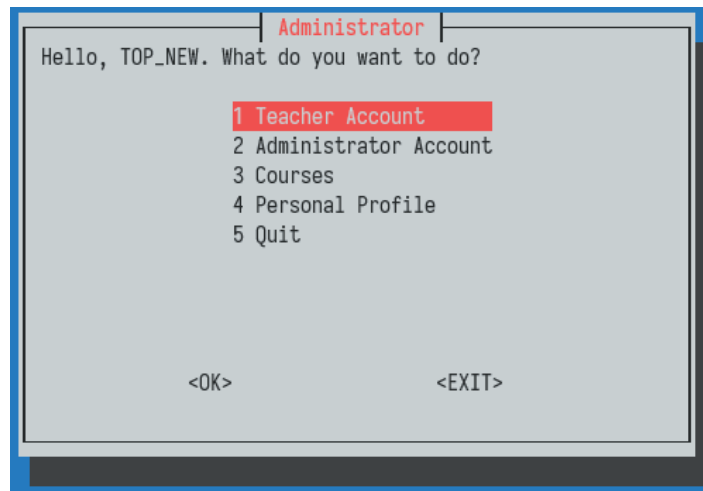 Administrator
Hello, TOP_NEW. What do you want to do?
1 Teacher Account
2 Administrator Account
3 Courses
4 Personal Profile
5 Quit
<OK> <EXIT>